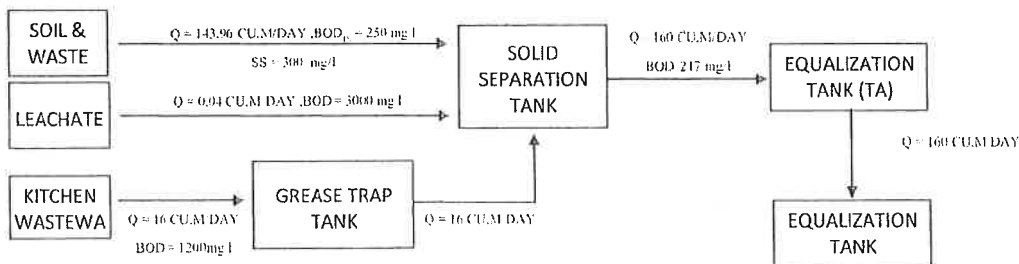 SOIL &
WASTE
Q = 143.96 CU.M/DAY ,BOD = 250 mg/l
SS = 300 mg/l
LEACHATE
Q = 0.04 CU.M DAY ,BOD = 3000 mg/l
KITCHEN
WASTEWA
Q = 16 CU.M DAY
BOD = 1200mg/l
GREASE TRAP
TANK
Q = 16 CU.M DAY
SOLID
SEPARATION
TANK
Q 160 CU.M/DAY
BOD 217 mg/l
EQUALIZATION
TANK (TA)
Q = 160 CU.M DAY
EQUALIZATION
TANK